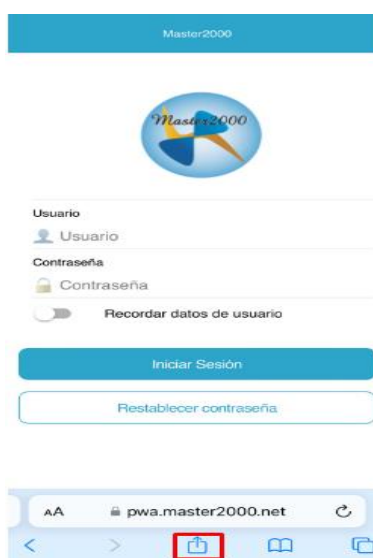 Master2000
Master2000
Usuario
Usuario
Contraseña
Contraseña
Recordar datos de usuario
Iniciar Sesión
Restablecer contraseña
AA pwa.master2000.net